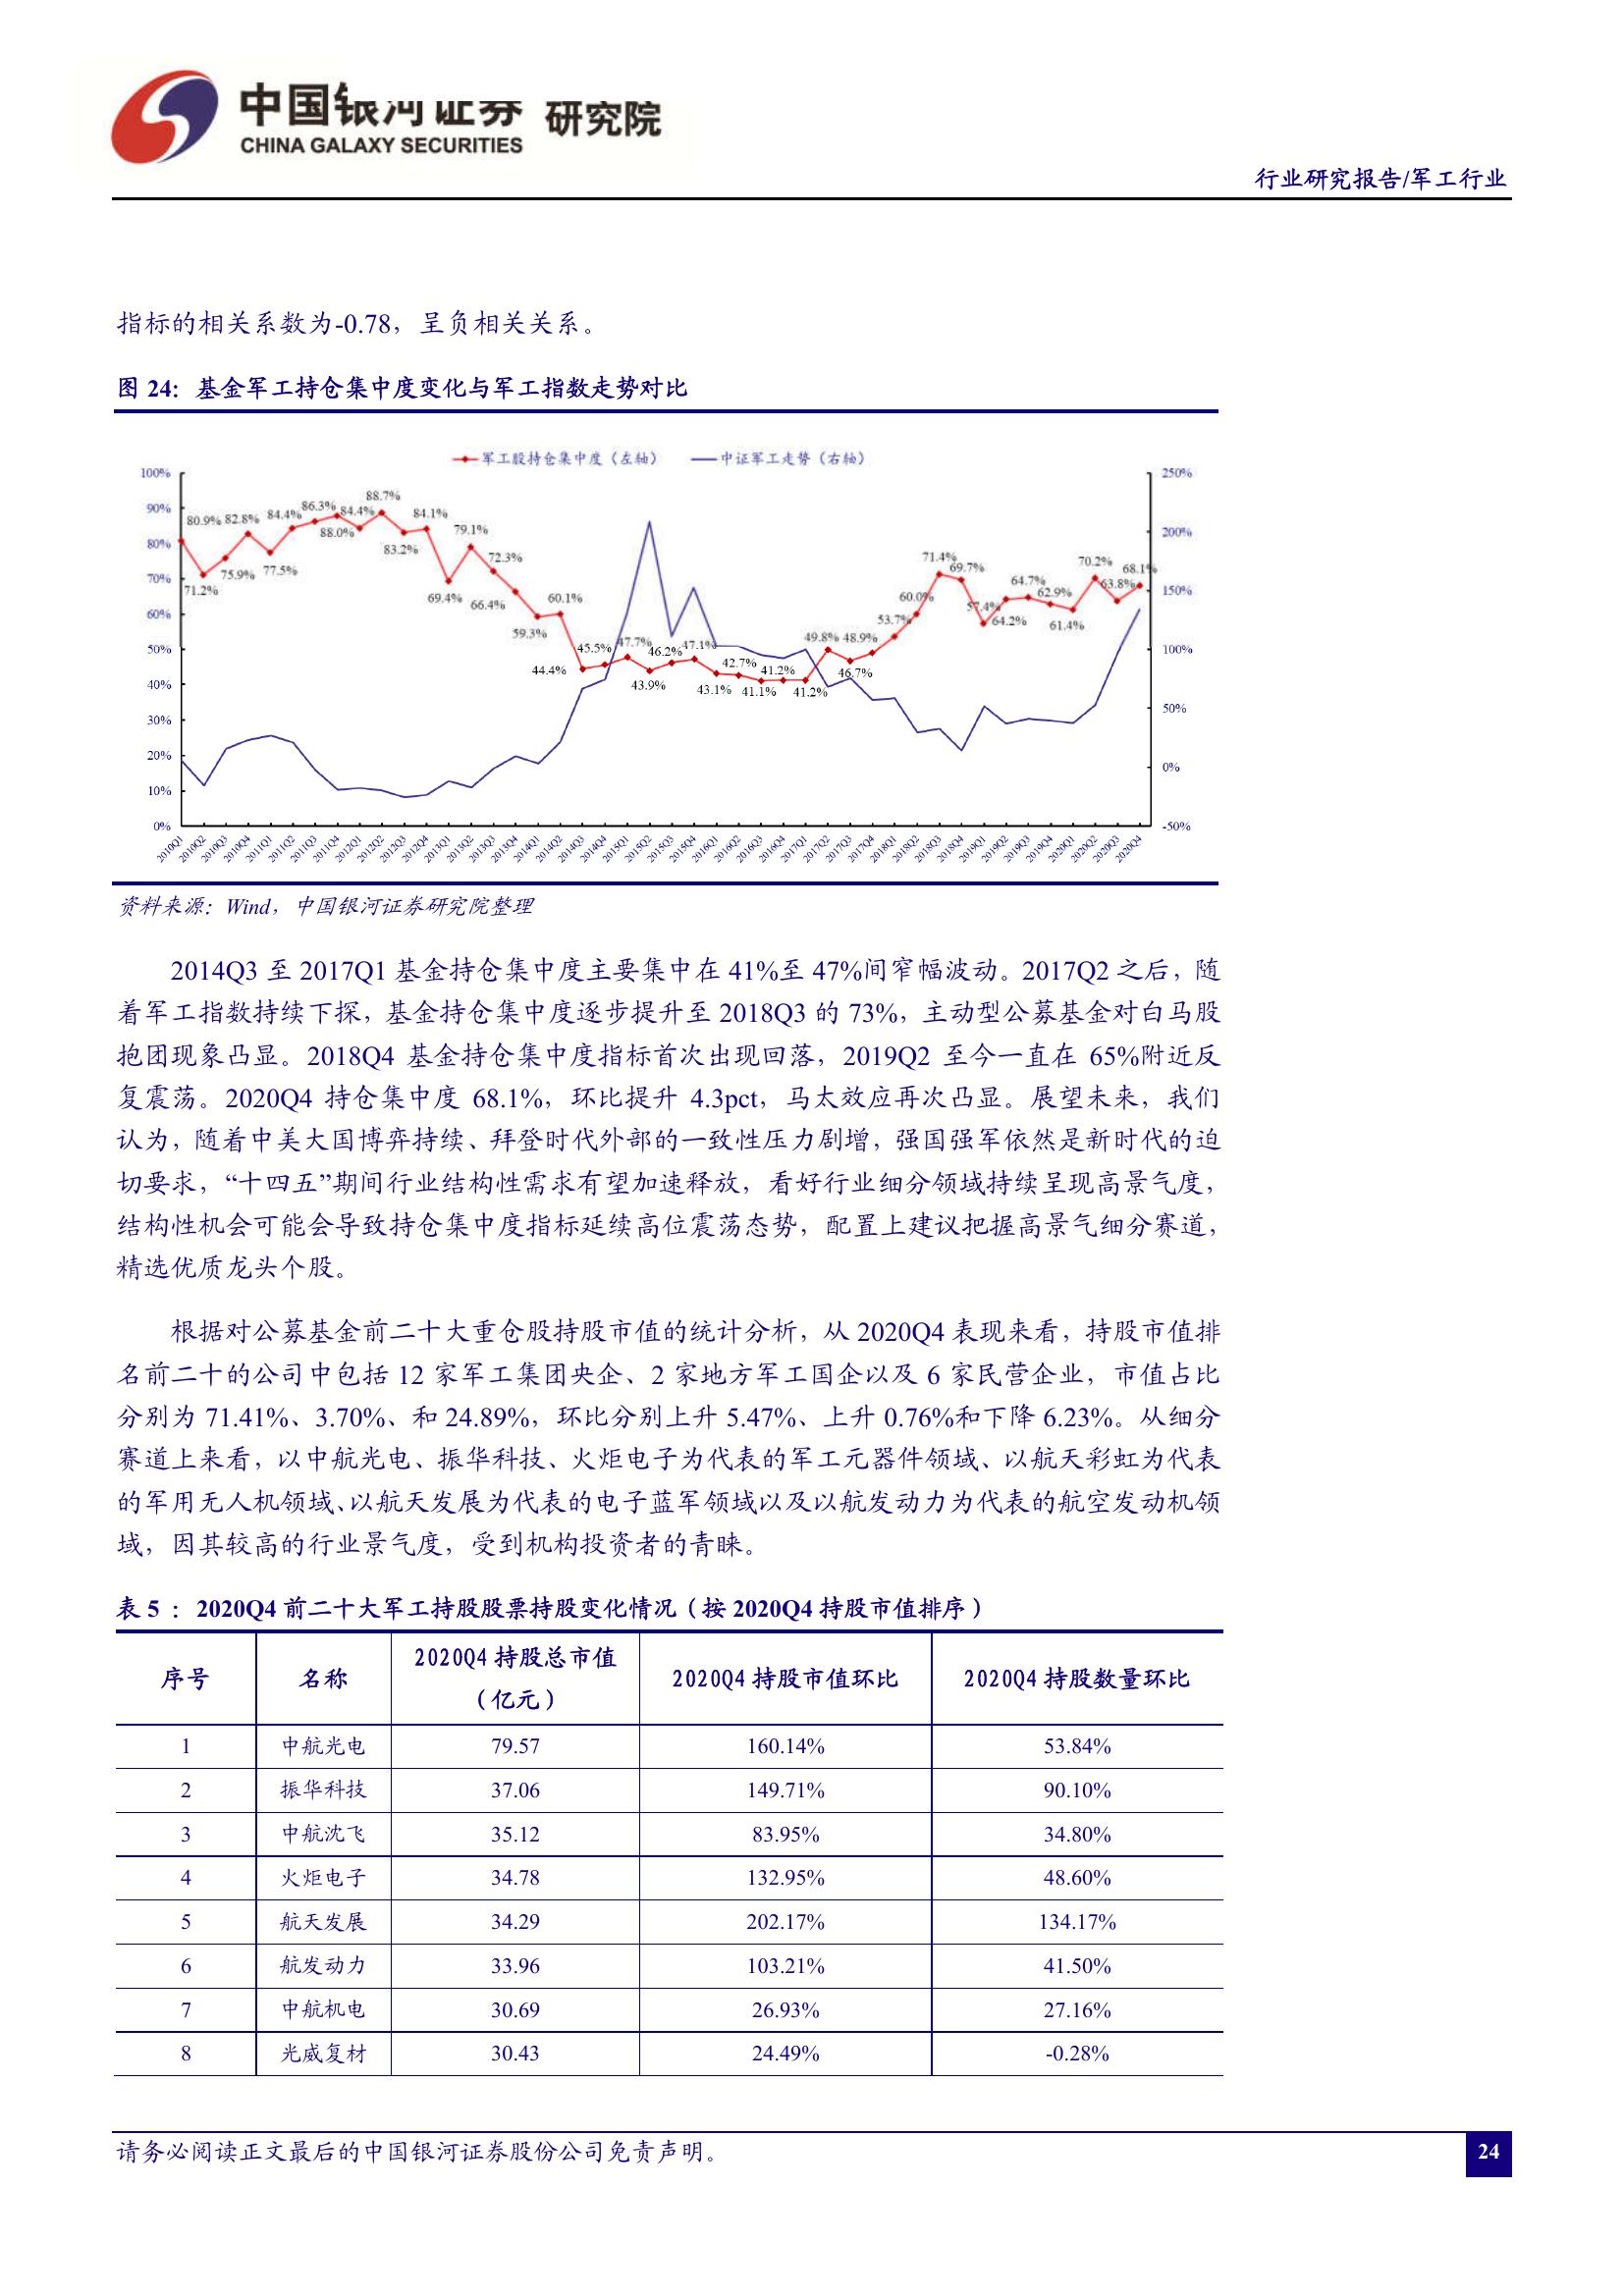 中国银河证券 研究院
CHINA GALAXY SECURITIES
行业研究报告/军工行业
指标的相关系数为-0.78，呈负相关关系。
图 24：基金军工持仓集中度变化与军工指数走势对比
军工股持仓集中度（左轴） 中证军工走势（右轴）
100% 90% 80% 70% 60% 50% 40% 30% 20% 10% 0%
80.9% 71.2% 75.9% 82.8% 77.5% 84.4% 86.3% 88.0% 84.4% 88.7% 83.2% 84.1% 69.4% 79.1% 72.3% 66.4% 59.3% 60.1% 44.4% 45.5% 47.7% 43.9% 46.2% 47.1% 43.1% 42.7% 41.1% 41.2% 41.2% 49.8% 46.7% 48.9% 53.7% 60.0% 71.4% 69.7% 57.4% 64.2% 64.7% 62.9% 61.4% 70.2% 63.8% 68.1%
250% 200% 150% 100% 50% 0% -50%
2010Q1 2010Q2 2010Q3 2010Q4 2011Q1 2011Q2 2011Q3 2011Q4 2012Q1 2012Q2 2012Q3 2012Q4 2013Q1 2013Q2 2013Q3 2013Q4 2014Q1 2014Q2 2014Q3 2014Q4 2015Q1 2015Q2 2015Q3 2015Q4 2016Q1 2016Q2 2016Q3 2016Q4 2017Q1 2017Q2 2017Q3 2017Q4 2018Q1 2018Q2 2018Q3 2018Q4 2019Q1 2019Q2 2019Q3 2019Q4 2020Q1 2020Q2 2020Q3 2020Q4
资料来源：Wind，中国银河证券研究院整理
2014Q3 至 2017Q1 基金持仓集中度主要集中在 41%至 47%间窄幅波动。2017Q2 之后，随
着军工指数持续下探，基金持仓集中度逐步提升至 2018Q3 的 73%，主动型公募基金对白马股
抱团现象凸显。2018Q4 基金持仓集中度指标首次出现回落，2019Q2 至今一直在 65%附近反
复震荡。2020Q4 持仓集中度 68.1%，环比提升 4.3pct，马太效应再次凸显。展望未来，我们
认为，随着中美大国博弈持续、拜登时代外部的一致性压力剧增，强国强军依然是新时代的迫
切要求，“十四五”期间行业结构性需求有望加速释放，看好行业细分领域持续呈现高景气度，
结构性机会可能会导致持仓集中度指标延续高位震荡态势，配置上建议把握高景气细分赛道，
精选优质龙头个股。
根据对公募基金前二十大重仓股持股市值的统计分析，从 2020Q4 表现来看，持股市值排
名前二十的公司中包括 12 家军工集团央企、2 家地方军工国企以及 6 家民营企业，市值占比
分别为 71.41%、3.70%、和 24.89%，环比分别上升 5.47%、上升 0.76%和下降 6.23%。从细分
赛道上来看，以中航光电、振华科技、火炬电子为代表的军工元器件领域、以航天彩虹为代表
的军用无人机领域、以航天发展为代表的电子蓝军领域以及以航发动力为代表的航空发动机领
域，因其较高的行业景气度，受到机构投资者的青睐。
表 5 ：2020Q4 前二十大军工持股股票持股变化情况（按 2020Q4 持股市值排序）
序号 名称 2020Q4 持股总市值（亿元） 2020Q4 持股市值环比 2020Q4 持股数量环比
1 中航光电 79.57 160.14% 53.84%
2 振华科技 37.06 149.71% 90.10%
3 中航沈飞 35.12 83.95% 34.80%
4 火炬电子 34.78 132.95% 48.60%
5 航天发展 34.29 202.17% 134.17%
6 航发动力 33.96 103.21% 41.50%
7 中航机电 30.69 26.93% 27.16%
8 光威复材 30.43 24.49% -0.28%
请务必阅读正文最后的中国银河证券股份公司免责声明。
24